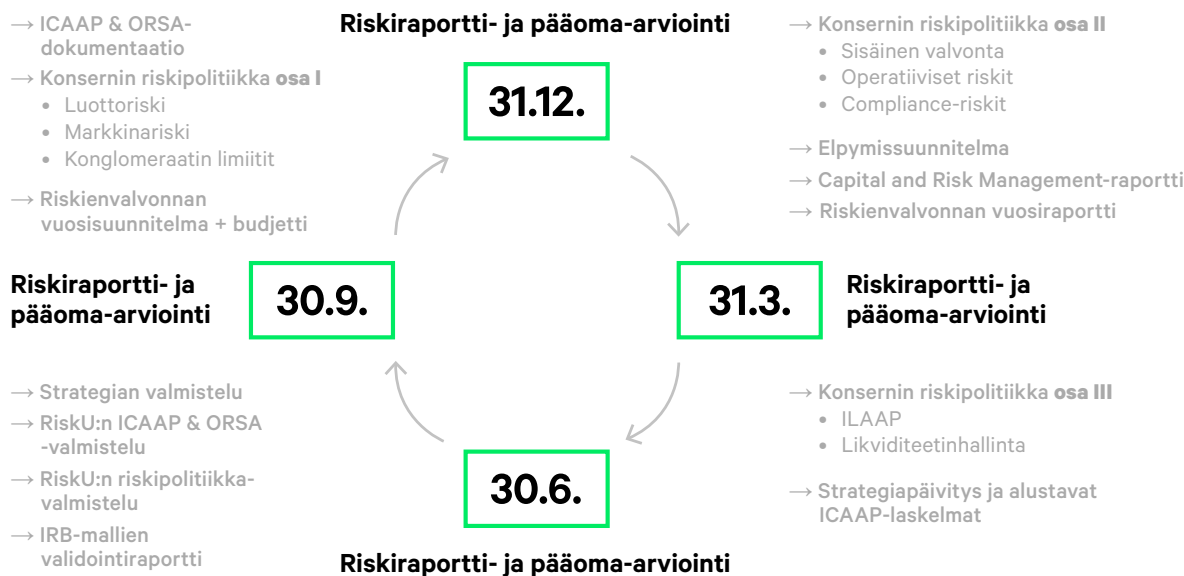 Riskiraportti- ja pääoma-arviointi
31.12.
→ ICAAP & ORSA-
dokumentaatio
→ Konsernin riskipolitiikka osa I
• Luottoriski
• Markkinariski
• Konglomeraatin limiitit
→ Riskienvalvonnan
vuosisuunnitelma + budjetti
→ Konsernin riskipolitiikka osa II
• Sisäinen valvonta
• Operatiiviset riskit
• Compliance-riskit
→ Elpymissuunnitelma
→ Capital and Risk Management-raportti
→ Riskienvalvonnan vuosiraportti
Riskiraportti- ja
pääoma-arviointi
30.9.
31.3.
Riskiraportti- ja
pääoma-arviointi
→ Strategian valmistelu
→ RiskU:n ICAAP & ORSA
-valmistelu
→ RiskU:n riskipolitiikka-
valmistelu
→ IRB-mallien
validointiraportti
→ Konsernin riskipolitiikka osa III
• ILAAP
• Likviditeetinhallinta
→ Strategiapäivitys ja alustavat
ICAAP-laskelmat
30.6.
Riskiraportti- ja pääoma-arviointi